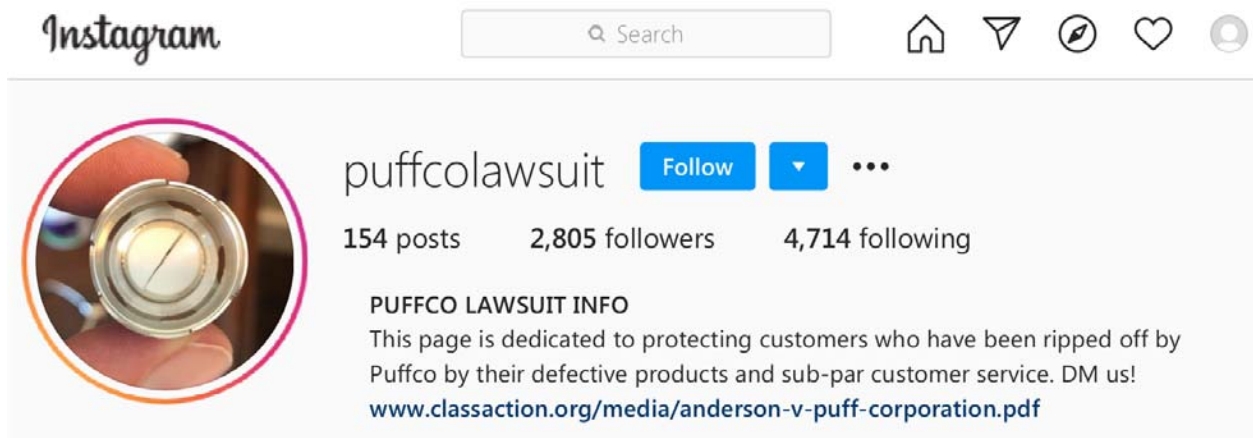 Instagram
Search
puffcolawsuit Follow
154 posts 2,805 followers 4,714 following
PUFFCO LAWSUIT INFO
This page is dedicated to protecting customers who have been ripped off by
Puffco by their defective products and sub-par customer service. DM us!
www.classaction.org/media/anderson-v-puff-corporation.pdf